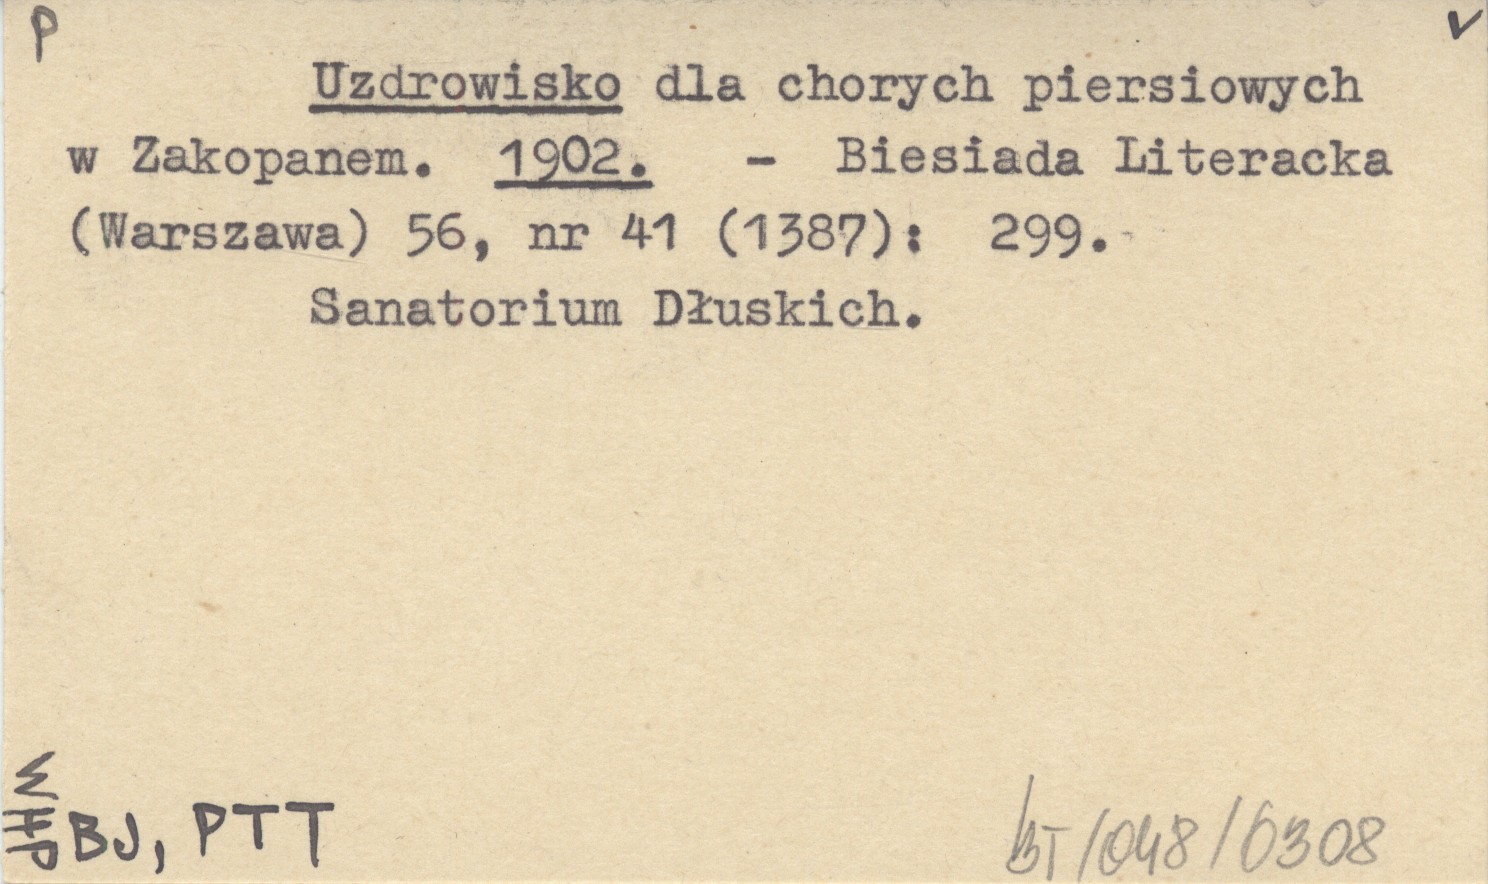 P
v
Uzdrowisko dla chorych piersiowych
w Zakopanem. 1902. - Biesiada Literacka
(Warszawa) 56, nr 41 (1387): 299.
Sanatorium Dłuskich.
BJ, PTT
BT/048/0308